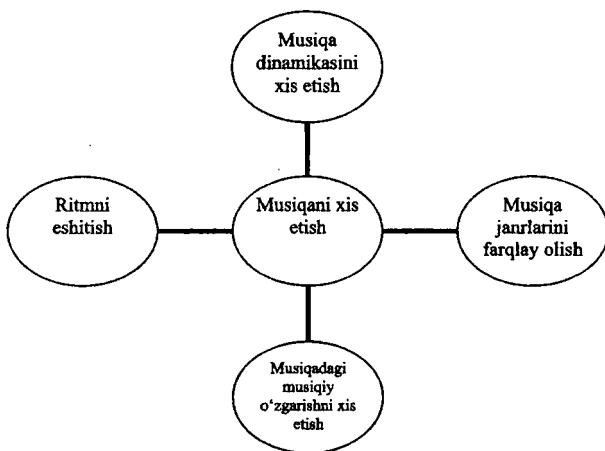 Musiqa
dinamikasini
xis etish
Ritmni
eshitish
Musiqani xis
etish
Musiqa
janrlarini
farqlay olish
Musiqadagi
musiqiy
o‘zgarishni xis
etish